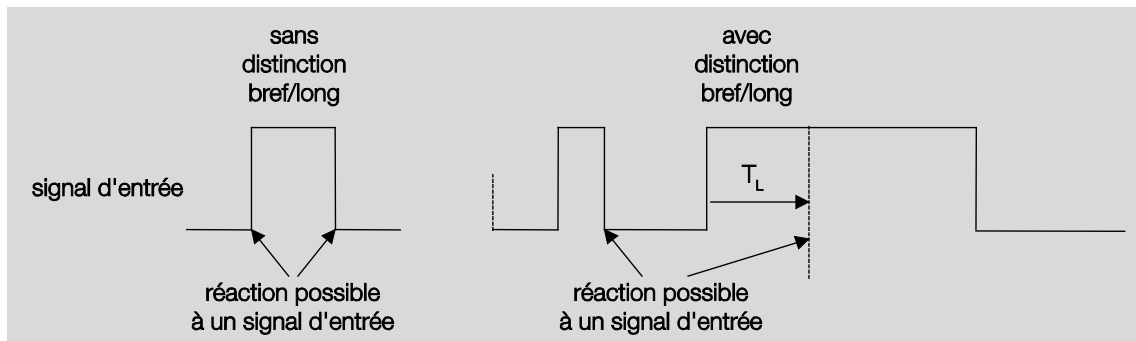 sans
distinction
bref/long
avec
distinction
bref/long
signal d'entrée
T_L
réaction possible
à un signal d'entrée
réaction possible
à un signal d'entrée